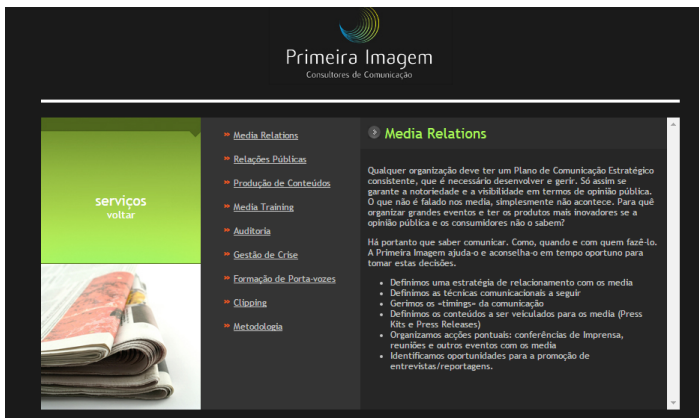 Primeira Imagem
Consultores de Comunicação
serviços
voltar
Media Relations
Relações Públicas
Produção de Conteúdos
Media Training
Auditoria
Gestão de Crise
Formação de Porta-vozes
Clipping
Metodologia
Media Relations
Qualquer organização deve ter um Plano de Comunicação Estratégico
consistente, que é necessário desenvolver e gerir. Só assim se
garante a notoriedade e a visibilidade em termos de opinião pública.
O que não é falado nos media, simplesmente não acontece. Para quê
organizar grandes eventos e ter os produtos mais inovadores se a
opinião pública e os consumidores não o sabem?
Há portanto que saber comunicar. Como, quando e com quem fazê-lo.
A Primeira Imagem ajuda-o e aconselha-o em tempo oportuno para
tomar estas decisões.
• Definimos uma estratégia de relacionamento com os media
• Definimos as técnicas comunicacionais a seguir
• Gerimos os «timings» da comunicação
• Definimos os conteúdos a ser veiculados para os media (Press
Kits e Press Releases)
• Organizamos acções pontuais: conferências de Imprensa,
reuniões e outros eventos com os media
• Identificamos oportunidades para a promoção de
entrevistas/reportagens.